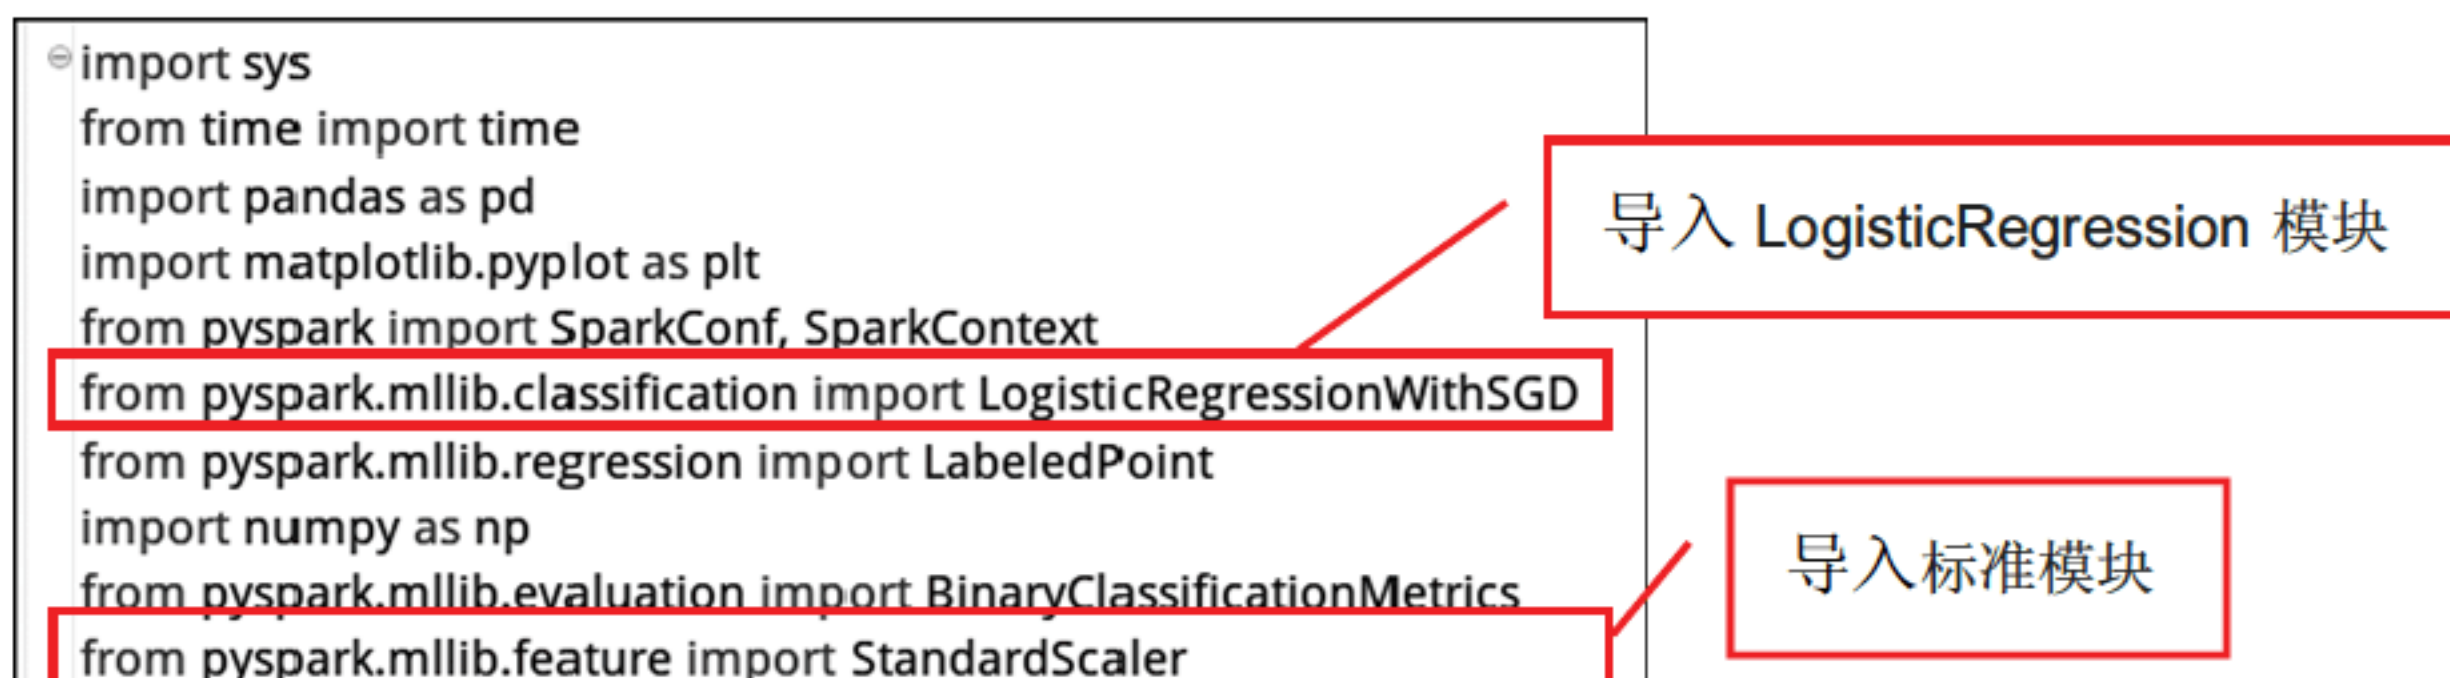 import sys
from time import time
import pandas as pd
import matplotlib.pyplot as plt
from pyspark import SparkConf, SparkContext
from pyspark.mllib.classification import LogisticRegressionWithSGD
from pyspark.mllib.regression import LabeledPoint
import numpy as np
from pyspark.mllib.evaluation import BinaryClassificationMetrics
from pyspark.mllib.feature import StandardScaler
导入 LogisticRegression 模块
导入标准模块